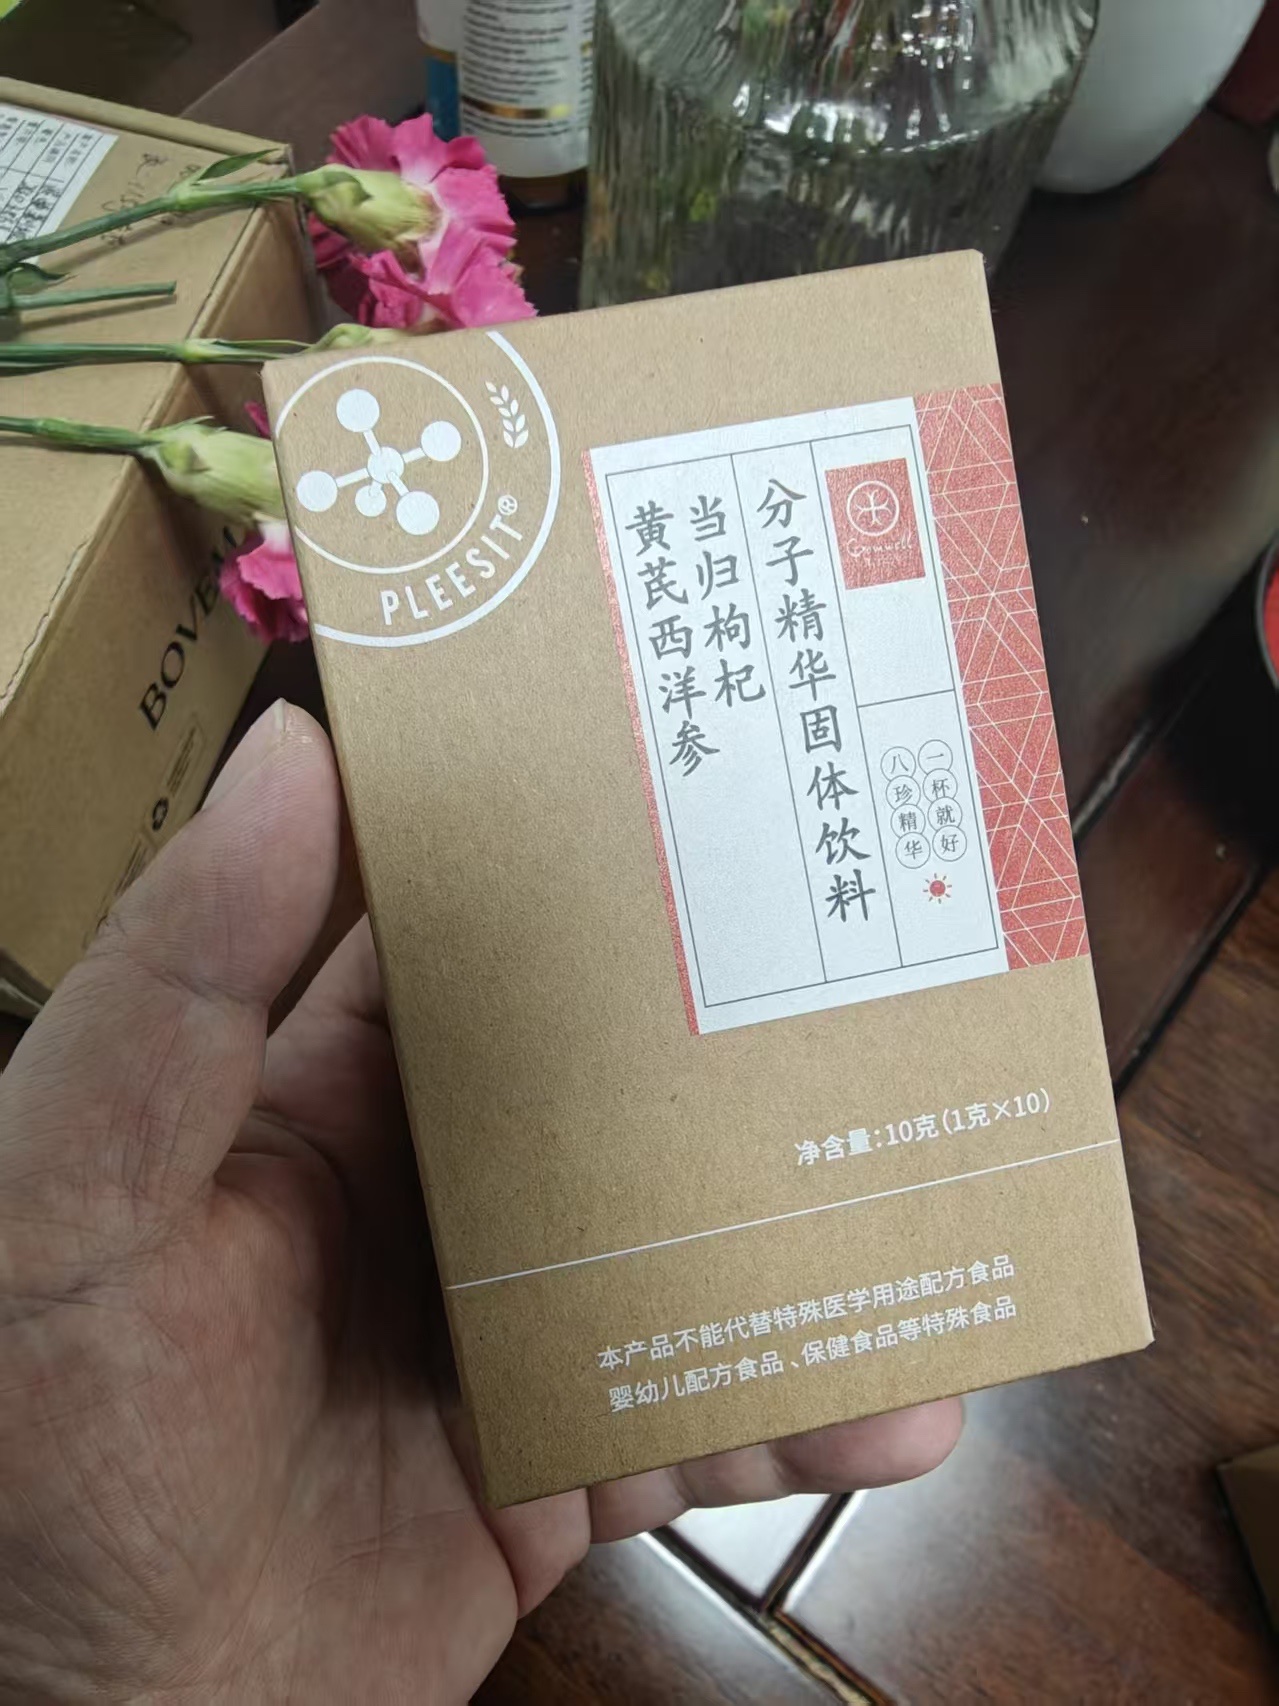 PLEESIT®
分子精华固体饮料
当归枸杞
黄芪西洋参
一杯就好
八珍精华
净含量:10克(1克×10)
本产品不能代替特殊医学用途配方食品
婴幼儿配方食品、保健食品等特殊食品